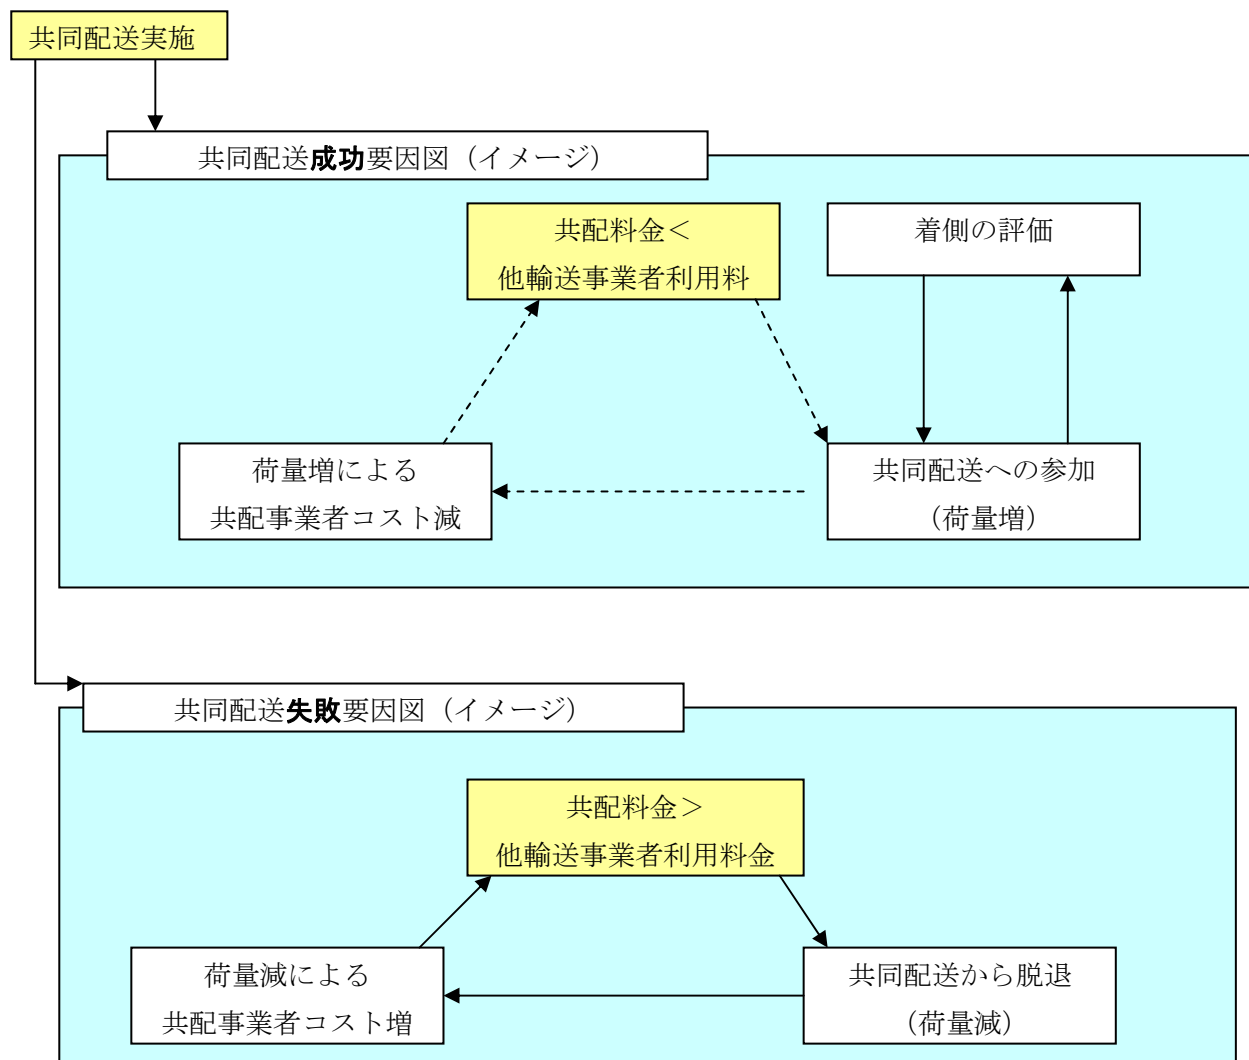 共同配送実施
共同配送成功要因図（イメージ）
共配料金＜
他輸送事業者利用料
着側の評価
荷量増による
共配事業者コスト減
共同配送への参加
（荷量増）
共同配送失敗要因図（イメージ）
共配料金＞
他輸送事業者利用料金
荷量減による
共配事業者コスト増
共同配送から脱退
（荷量減）